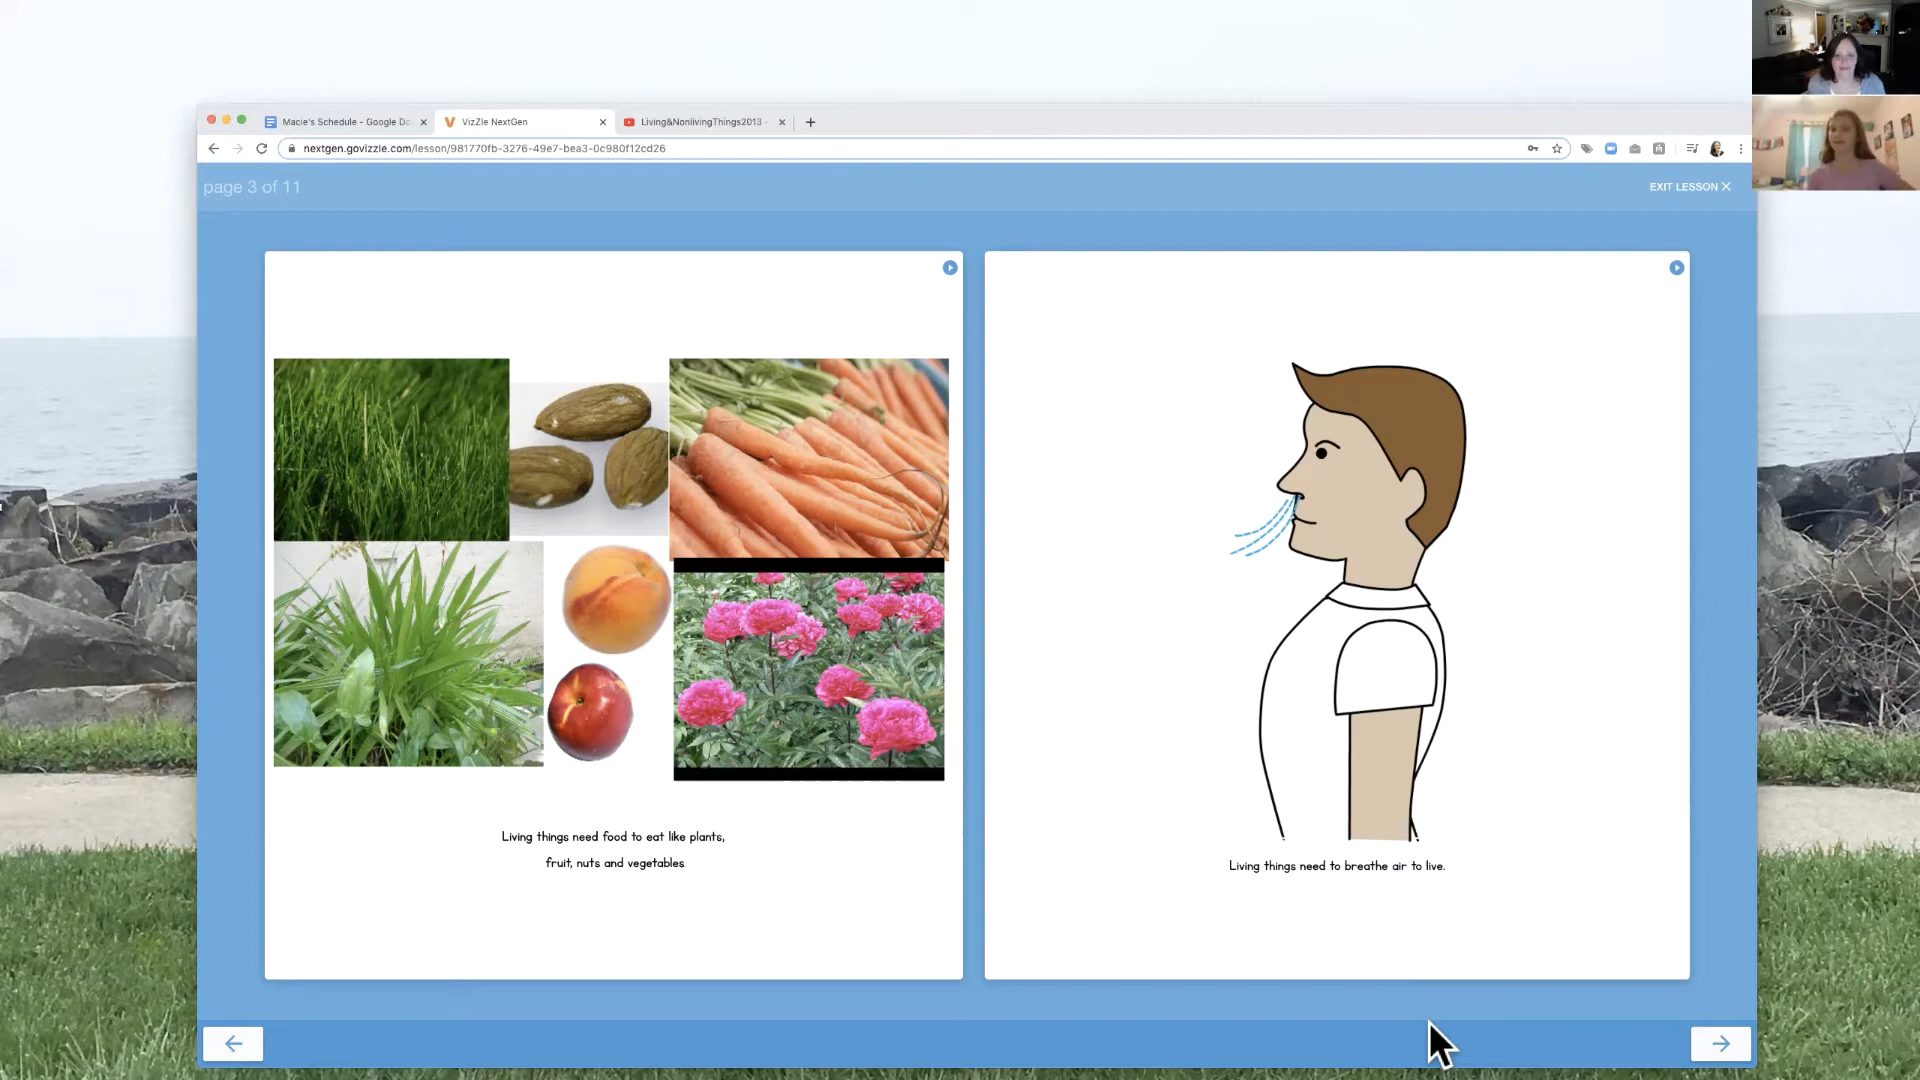 Macie's Schedule - Google Do
VizZle NextGen
Living&NonlivingThings2013 -
nextgen.govizzle.com/lesson/981770fb-3276-49e7-bea3-0c980f12cd26
page 3 of 11
EXIT LESSON
Living things need food to eat like plants,
fruit, nuts and vegetables.
Living things need to breathe air to live.